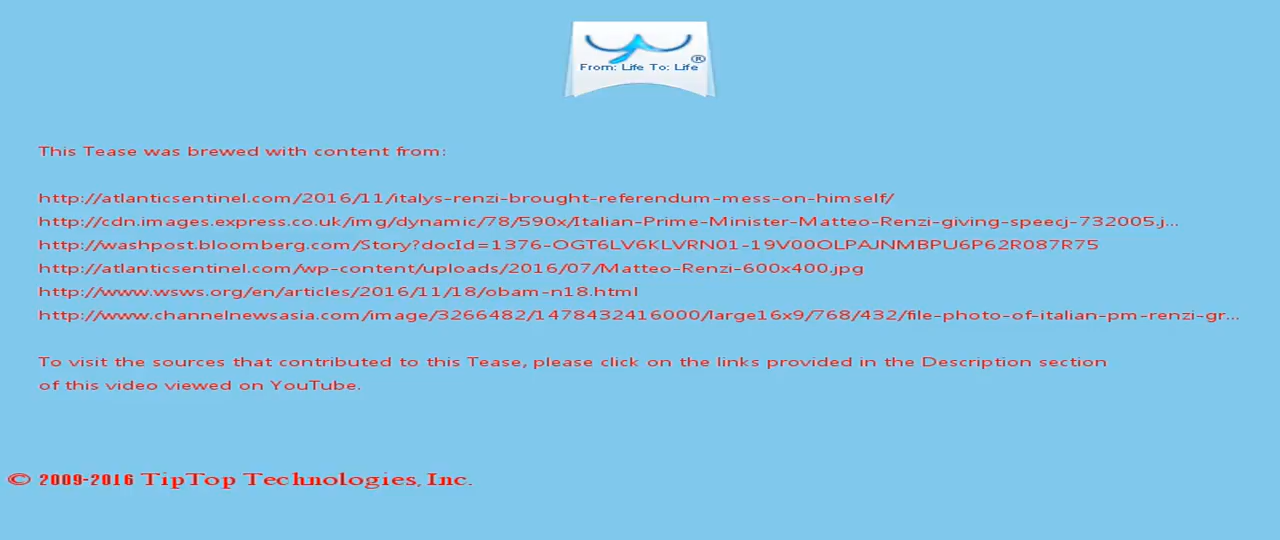 From: Life To: Life®
This Tease was brewed with content from:
http://atlanticsentinel.com/2016/11/italys-renzi-brought-referendum-mess-on-himself/
http://cdn.images.express.co.uk/img/dynamic/78/590x/Italian-Prime-Minister-Matteo-Renzi-giving-speecj-732005.j...
http://washpost.bloomberg.com/Story?docId=1376-OGT6LV6KLVRN01-19V00OLPAJNMBPU6P62R087R75
http://atlanticsentinel.com/wp-content/uploads/2016/07/Matteo-Renzi-600x400.jpg
http://www.wsws.org/en/articles/2016/11/18/obam-n18.html
http://www.channelnewsasia.com/image/3266482/1478432416000/large16x9/768/432/file-photo-of-italian-pm-renzi-gr...
To visit the sources that contributed to this Tease, please click on the links provided in the Description section
of this video viewed on YouTube.
© 2009-2016 TipTop Technologies, Inc.